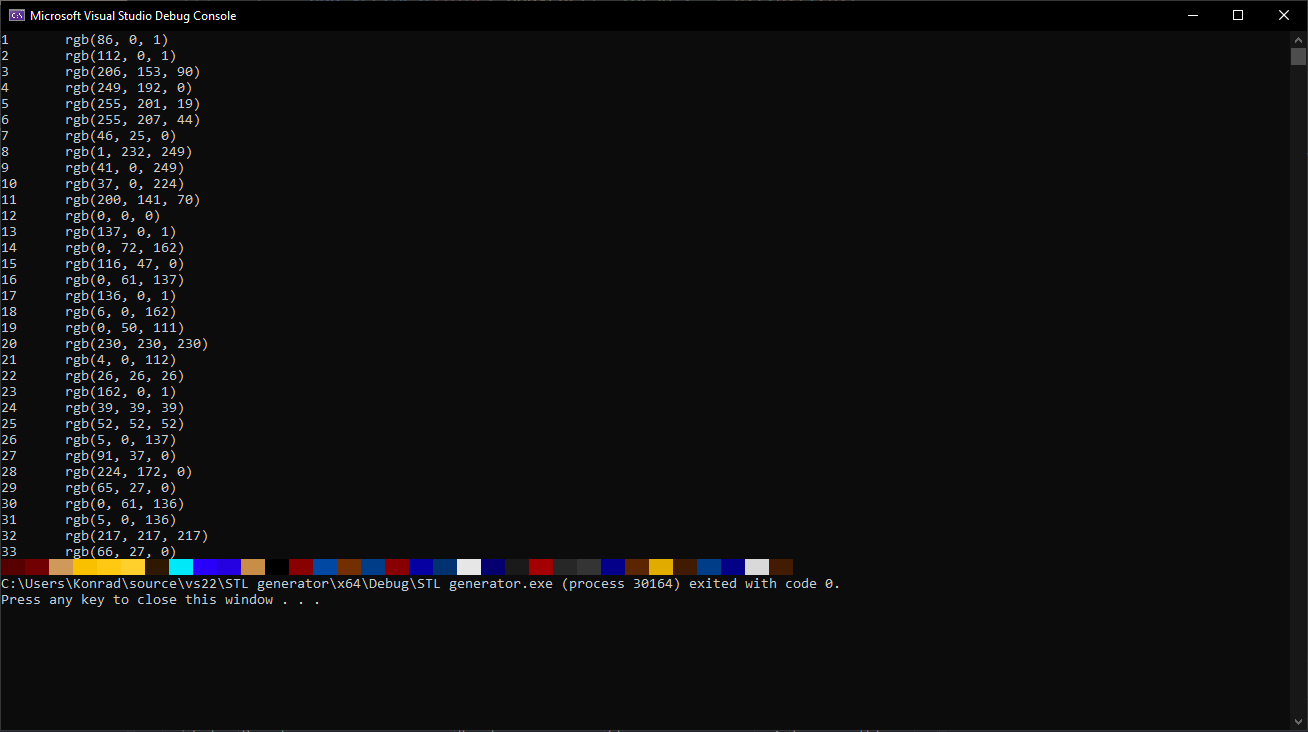 Microsoft Visual Studio Debug Console
1 rgb(86, 0, 1)
2 rgb(112, 0, 1)
3 rgb(206, 153, 90)
4 rgb(249, 192, 0)
5 rgb(255, 201, 19)
6 rgb(255, 207, 44)
7 rgb(46, 25, 0)
8 rgb(1, 232, 249)
9 rgb(41, 0, 249)
10 rgb(37, 0, 224)
11 rgb(200, 141, 70)
12 rgb(0, 0, 0)
13 rgb(137, 0, 1)
14 rgb(0, 72, 162)
15 rgb(116, 47, 0)
16 rgb(0, 61, 137)
17 rgb(136, 0, 1)
18 rgb(6, 0, 162)
19 rgb(0, 50, 111)
20 rgb(230, 230, 230)
21 rgb(4, 0, 112)
22 rgb(26, 26, 26)
23 rgb(162, 0, 1)
24 rgb(39, 39, 39)
25 rgb(52, 52, 52)
26 rgb(5, 0, 137)
27 rgb(91, 37, 0)
28 rgb(224, 172, 0)
29 rgb(65, 27, 0)
30 rgb(0, 61, 136)
31 rgb(5, 0, 136)
32 rgb(217, 217, 217)
33 rgb(66, 27, 0)
C:\Users\Konrad\source\vs22\STL generator\x64\Debug\STL generator.exe (process 30164) exited with code 0.
Press any key to close this window . . .